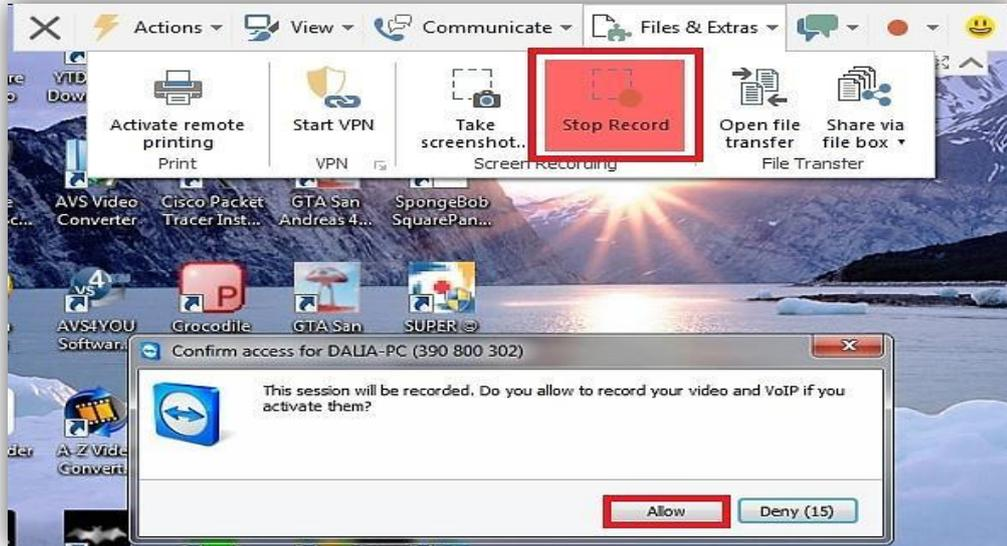 Actions
View
Communicate
Files & Extras
YTD
Dow
Activate remote
printing
Print
Start VPN
VPN
Take
screenshot..
Stop Record
Screen Recording
Open file
transfer
Share via
file box
File Transfer
AVS Video
Converter
Cisco Packet
Tracer Inst...
GTA San
Andreas 4...
SpongeBob
SquarePan...
VS4
P
AVS4YOU
Softwar..
Crocodile
GTA San
SUPER ©
Confirm access for DALIA-PC (390 800 302)
This session will be recorded. Do you allow to record your video and VoIP if you
activate them?
A-Z Vide
Convert
Allow
Deny (15)